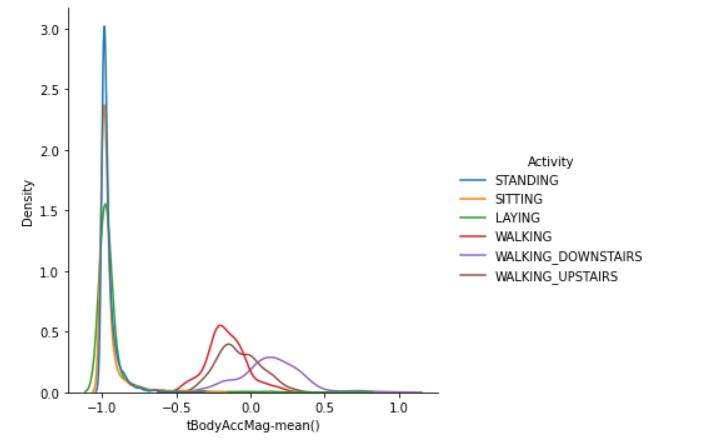 3.0
2.5
2.0
1.5
1.0
0.5
0.0
Density
−1.0 −0.5 0.0 0.5 1.0
tBodyAccMag-mean()
Activity
STANDING
SITTING
LAYING
WALKING
WALKING_DOWNSTAIRS
WALKING_UPSTAIRS